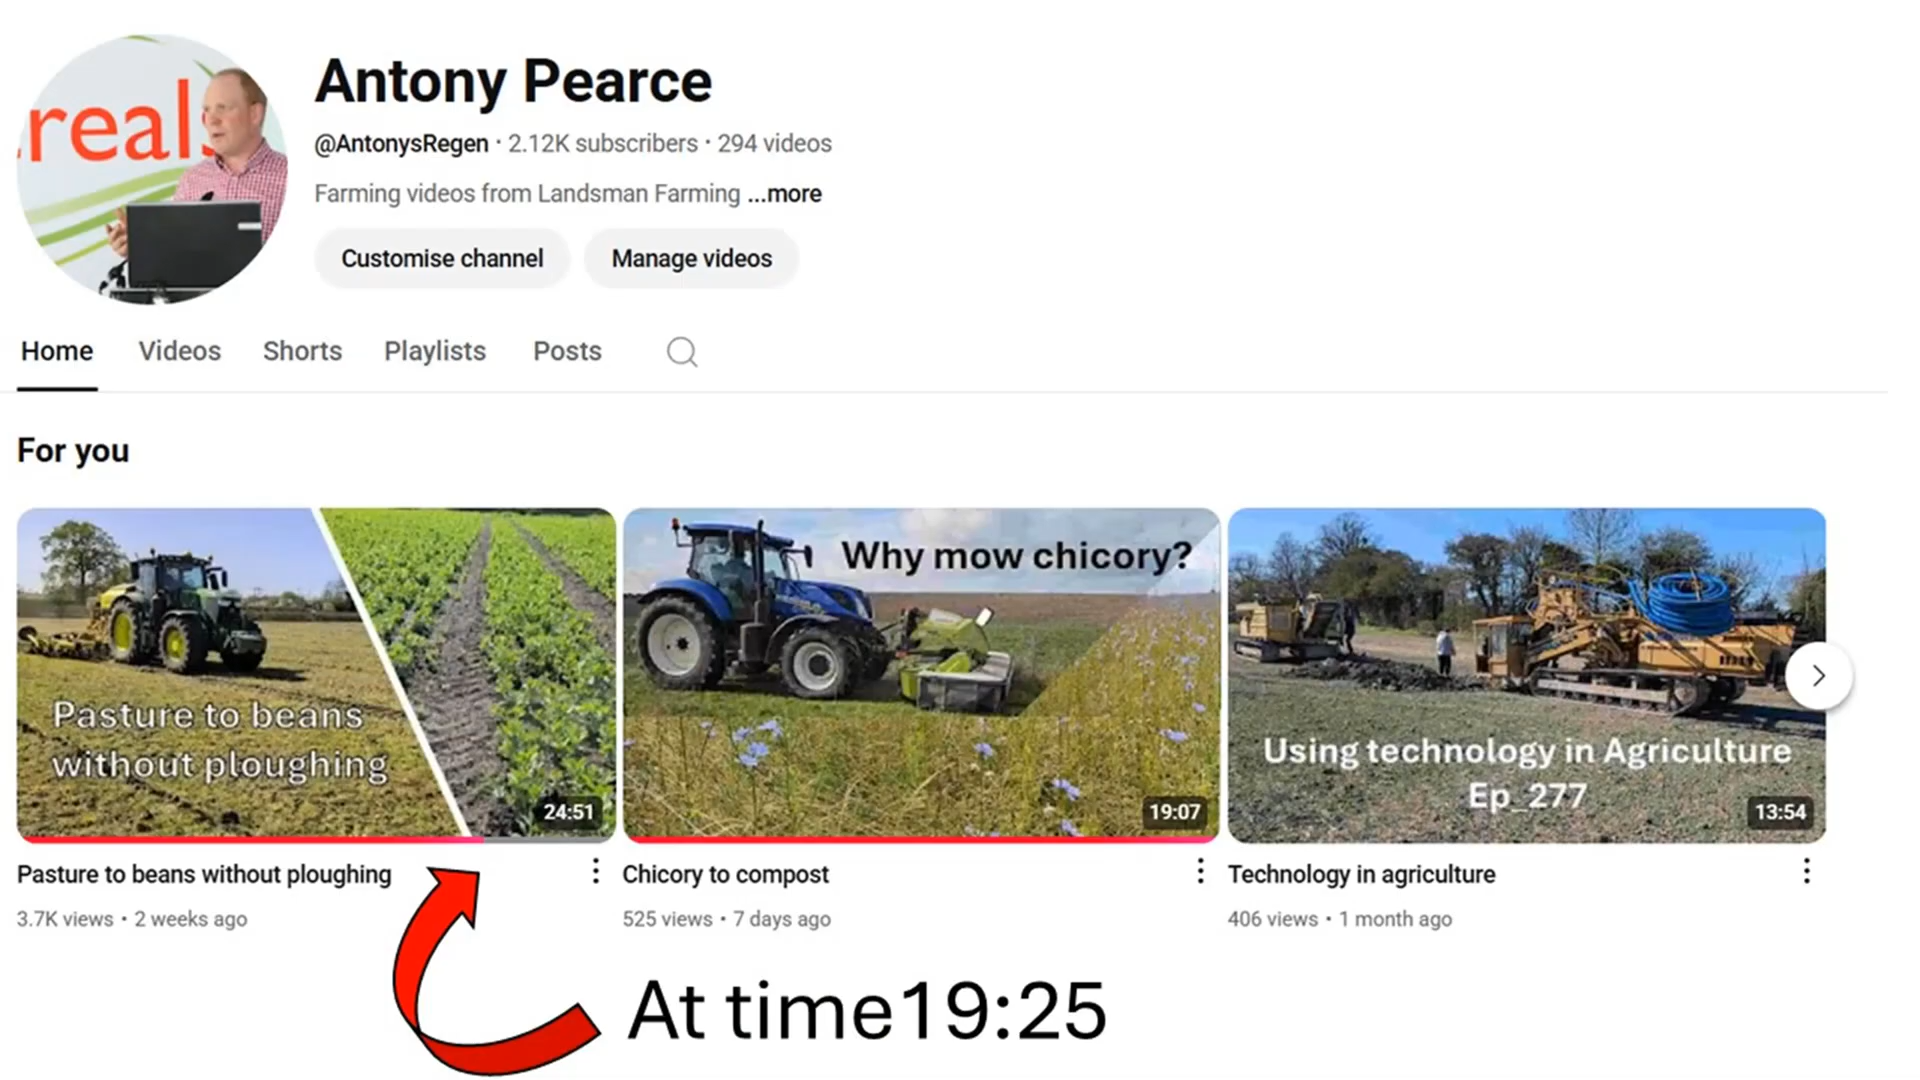 reals
Antony Pearce
@AntonysRegen · 2.12K subscribers · 294 videos
Farming videos from Landsman Farming ...more
Customise channel
Manage videos
Home
Videos
Shorts
Playlists
Posts
For you
Pasture to beans
without ploughing
24:51
Why mow chicory?
19:07
Using technology in Agriculture
Ep_277
13:54
Pasture to beans without ploughing
3.7K views • 2 weeks ago
Chicory to compost
525 views • 7 days ago
Technology in agriculture
406 views • 1 month ago
At time19:25